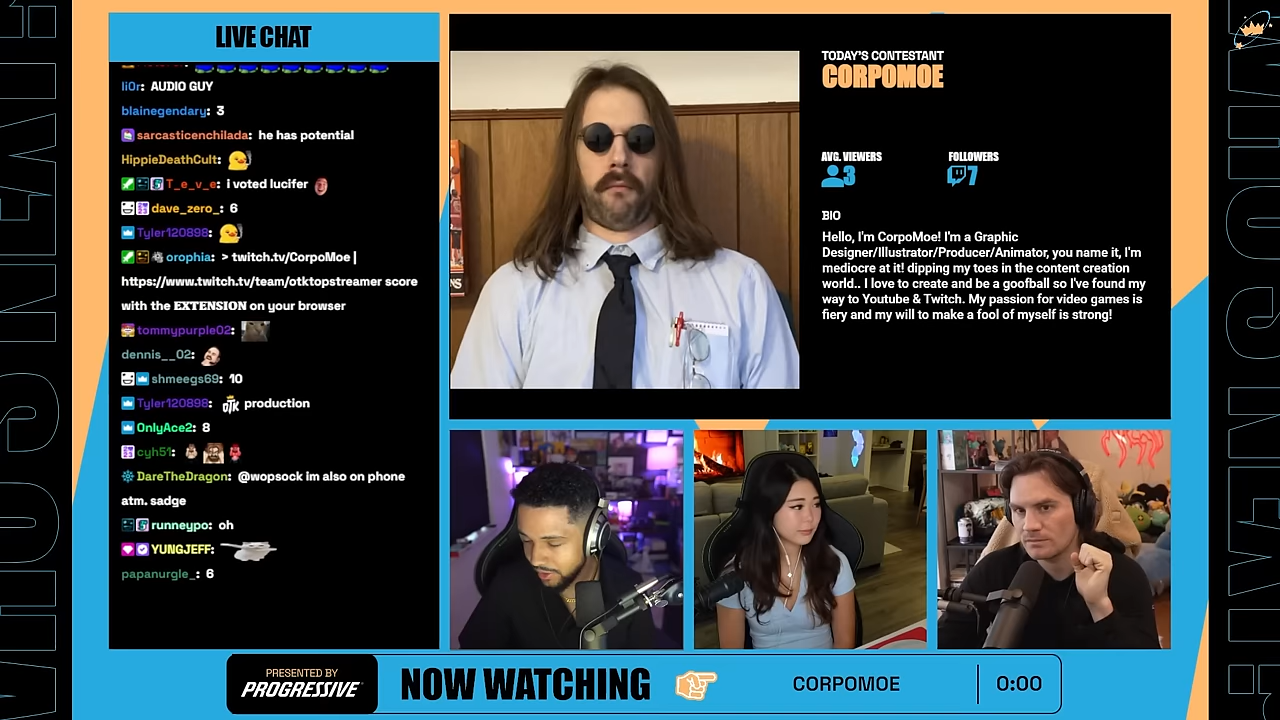 LIVE CHAT
li0r: AUDIO GUY
blainegendary: 3
sarcasticenchilada: he has potential
HippieDeathCult:
T_e_v_e: i voted lucifer
dave_zero_: 6
Tyler120898:
orophia: > twitch.tv/CorpoMoe |
https://www.twitch.tv/team/otktopstreamer score
with the EXTENSION on your browser
tommypurple02:
dennis__02:
shmeegs69: 10
Tyler120898: OTK production
OnlyAce2: 8
cyh51:
DareTheDragon: @wopsock im also on phone
atm. sadge
runneypo: oh
YUNGJEFF:
papanurgle_: 6
TODAY'S CONTESTANT
CORPOMOE
AVG. VIEWERS
3
FOLLOWERS
7
BIO
Hello, I'm CorpoMoe! I'm a Graphic
Designer/Illustrator/Producer/Animator, you name it, I'm
mediocre at it! dipping my toes in the content creation
world.. I love to create and be a goofball so I've found my
way to Youtube & Twitch. My passion for video games is
fiery and my will to make a fool of myself is strong!
PRESENTED BY
PROGRESSIVE
NOW WATCHING
CORPOMOE
0:00